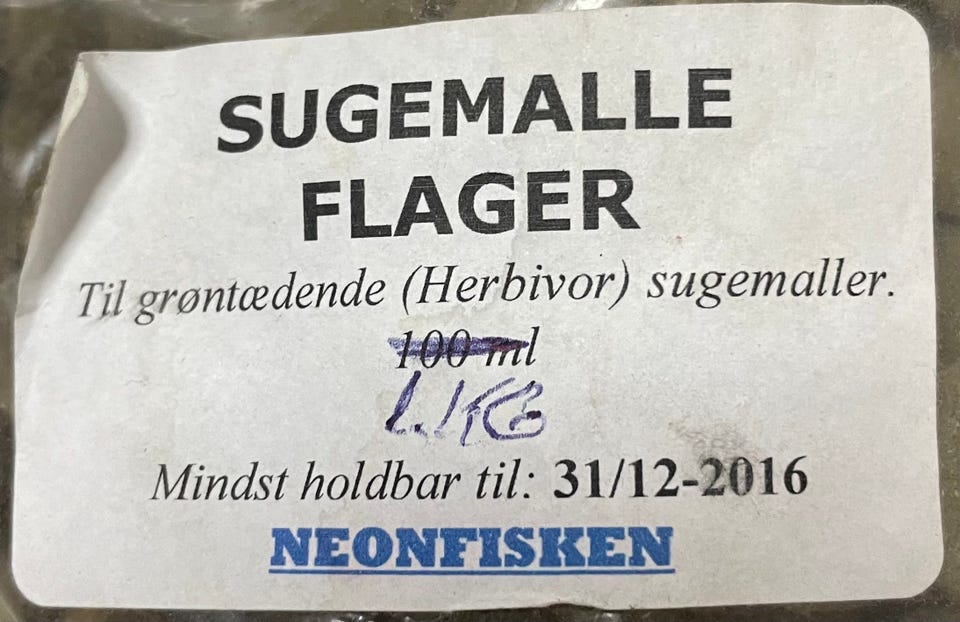 SUGEMALLE
FLAGER
Til grøntædende (Herbivor) sugemaller.
100 ml
1.KG
Mindst holdbar til: 31/12-2016
NEONFISKEN